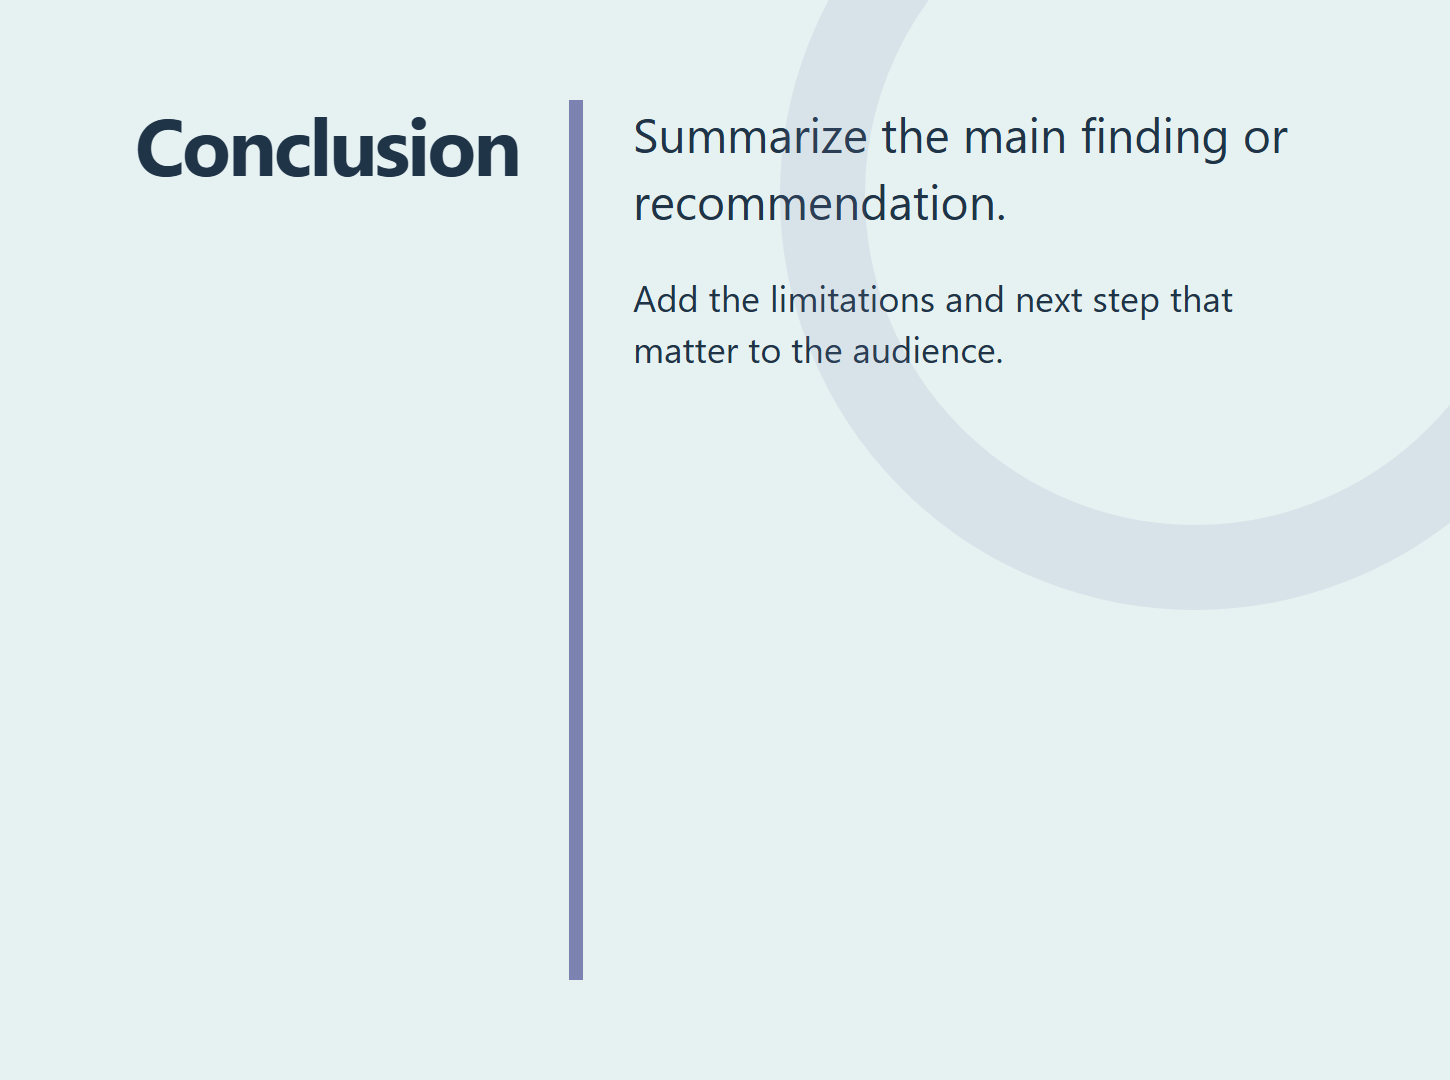 Conclusion
Summarize the main finding or
recommendation.
Add the limitations and next step that
matter to the audience.